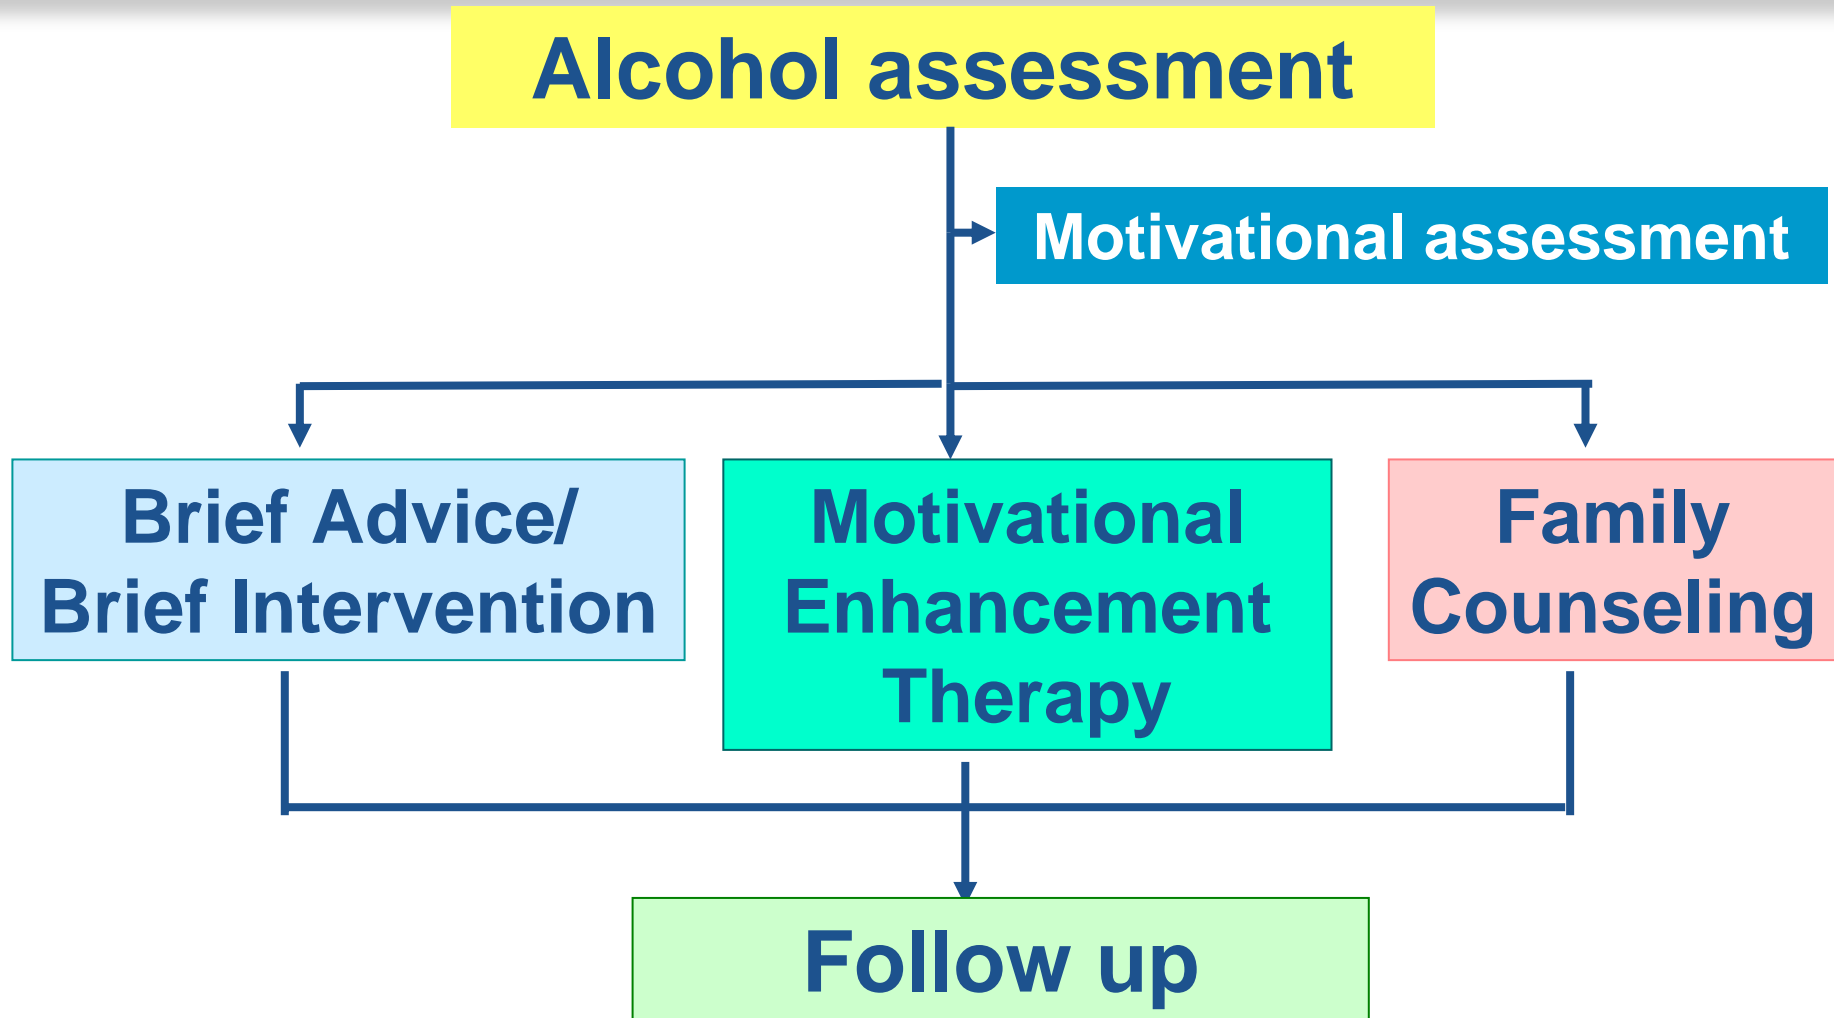 Alcohol assessment
Motivational assessment
Brief Advice/
Brief Intervention
Motivational
Enhancement
Therapy
Family
Counseling
Follow up